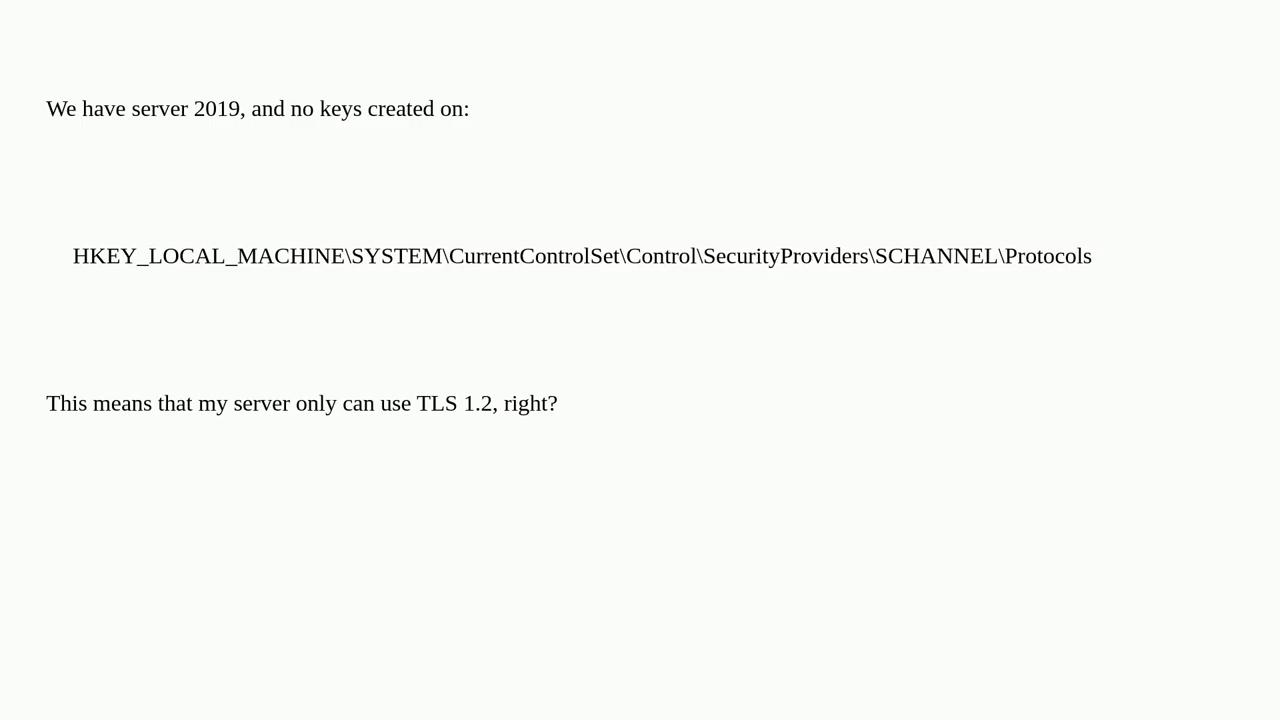 We have server 2019, and no keys created on:
HKEY_LOCAL_MACHINE\SYSTEM\CurrentControlSet\Control\SecurityProviders\SCHANNEL\Protocols
This means that my server only can use TLS 1.2, right?